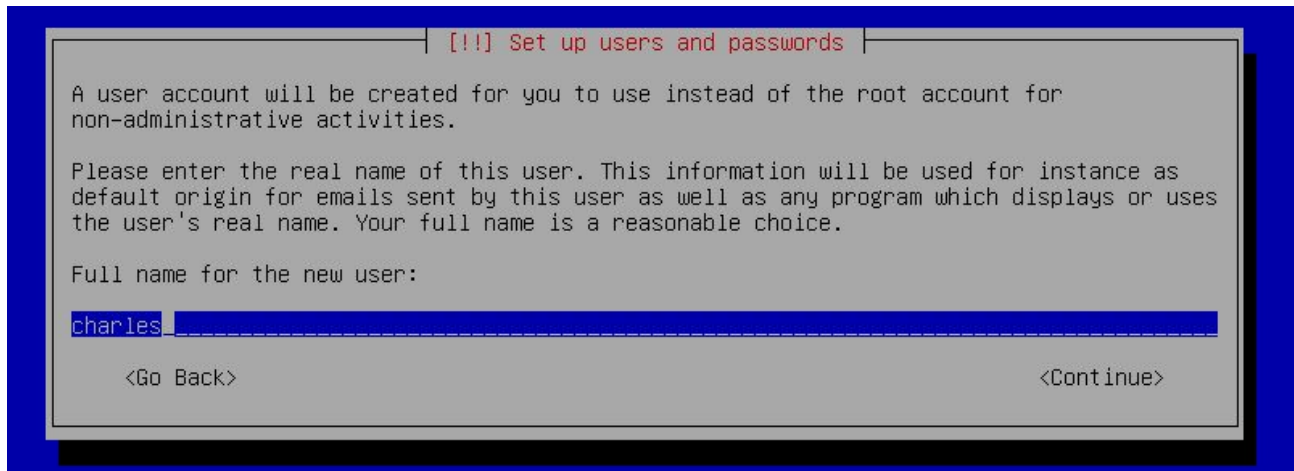 [!!] Set up users and passwords
A user account will be created for you to use instead of the root account for
non-administrative activities.
Please enter the real name of this user. This information will be used for instance as
default origin for emails sent by this user as well as any program which displays or uses
the user's real name. Your full name is a reasonable choice.
Full name for the new user:
charles
<Go Back> <Continue>